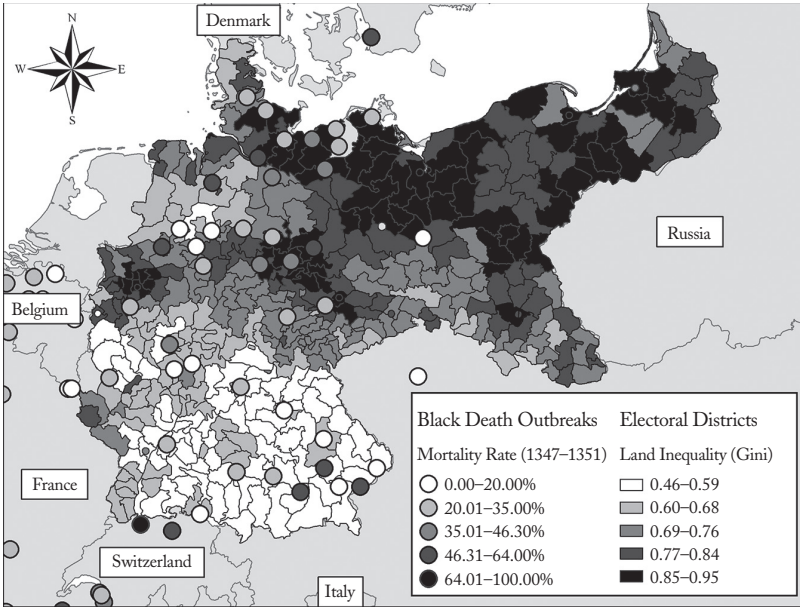 Denmark
N
W E
S
Russia
Belgium
France
Switzerland
Italy
Black Death Outbreaks
Mortality Rate (1347–1351)
0.00–20.00%
20.01–35.00%
35.01–46.30%
46.31–64.00%
64.01–100.00%
Electoral Districts
Land Inequality (Gini)
0.46–0.59
0.60–0.68
0.69–0.76
0.77–0.84
0.85–0.95